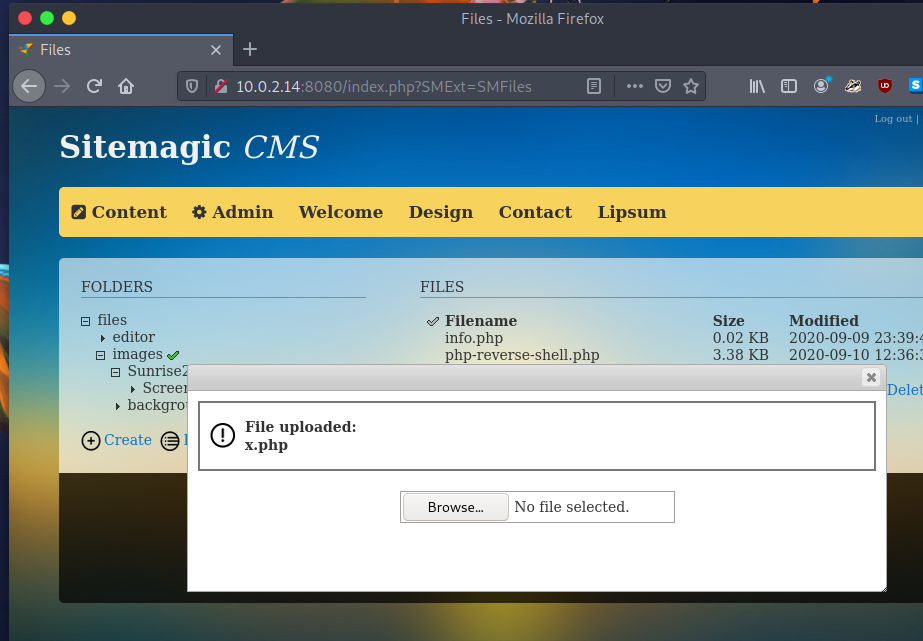 Files - Mozilla Firefox
Files
10.0.2.14:8080/index.php?SMExt=SMFiles
Log out |
Sitemagic CMS
Content Admin Welcome Design Contact Lipsum
FOLDERS
files
editor
images
Sunrise2
Screen
backgrou
Create
FILES
Filename Size Modified
info.php 0.02 KB 2020-09-09 23:39:4
php-reverse-shell.php 3.38 KB 2020-09-10 12:36:3
Delet
File uploaded:
x.php
Browse... No file selected.